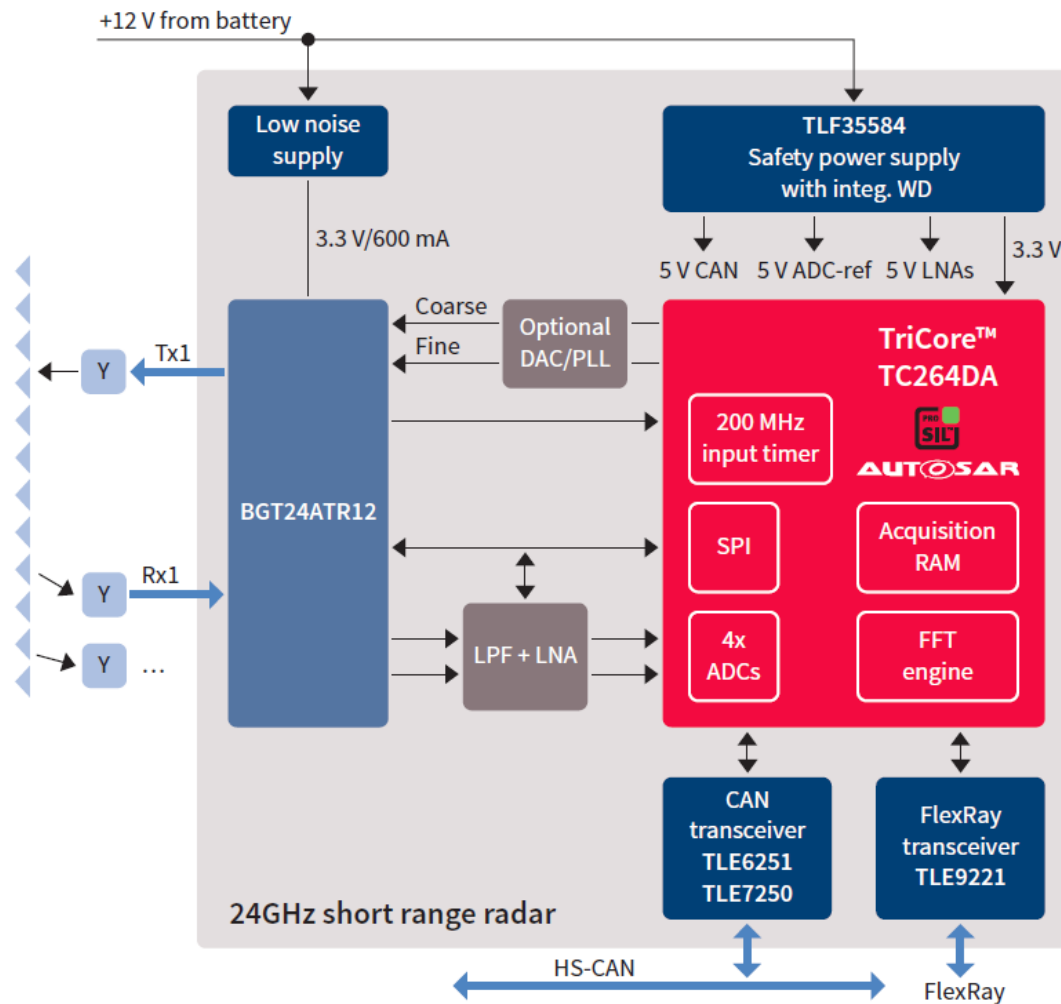 +12 V from battery
Low noise
supply
TLF35584
Safety power supply
with integ. WD
3.3 V/600 mA
5 V CAN
5 V ADC-ref
5 V LNAs
3.3 V
Coarse
Fine
Optional
DAC/PLL
TriCore™
TC264DA
PRO
SIL
AUTOSAR
200 MHz
input timer
Tx1
Y
BGT24ATR12
SPI
Acquisition
RAM
Rx1
Y
LPF + LNA
4x
ADCs
FFT
engine
Y
...
CAN
transceiver
TLE6251
TLE7250
FlexRay
transceiver
TLE9221
24GHz short range radar
HS-CAN
FlexRay